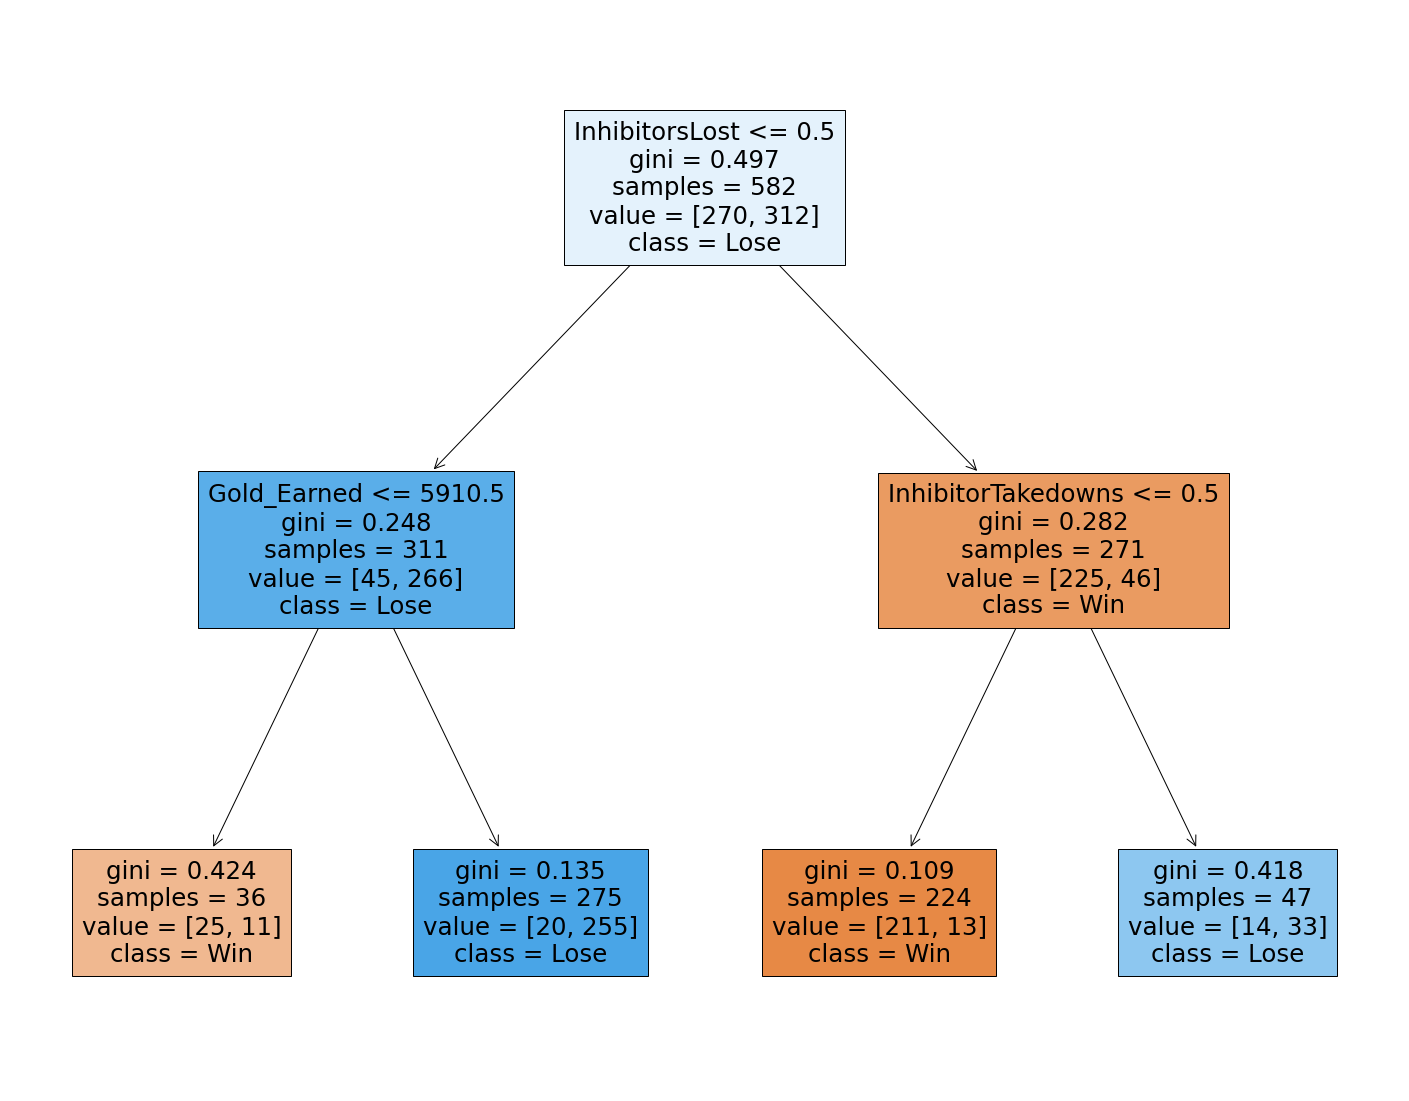 InhibitorsLost <= 0.5
gini = 0.497
samples = 582
value = [270, 312]
class = Lose
Gold_Earned <= 5910.5
gini = 0.248
samples = 311
value = [45, 266]
class = Lose
InhibitorTakedowns <= 0.5
gini = 0.282
samples = 271
value = [225, 46]
class = Win
gini = 0.424
samples = 36
value = [25, 11]
class = Win
gini = 0.135
samples = 275
value = [20, 255]
class = Lose
gini = 0.109
samples = 224
value = [211, 13]
class = Win
gini = 0.418
samples = 47
value = [14, 33]
class = Lose